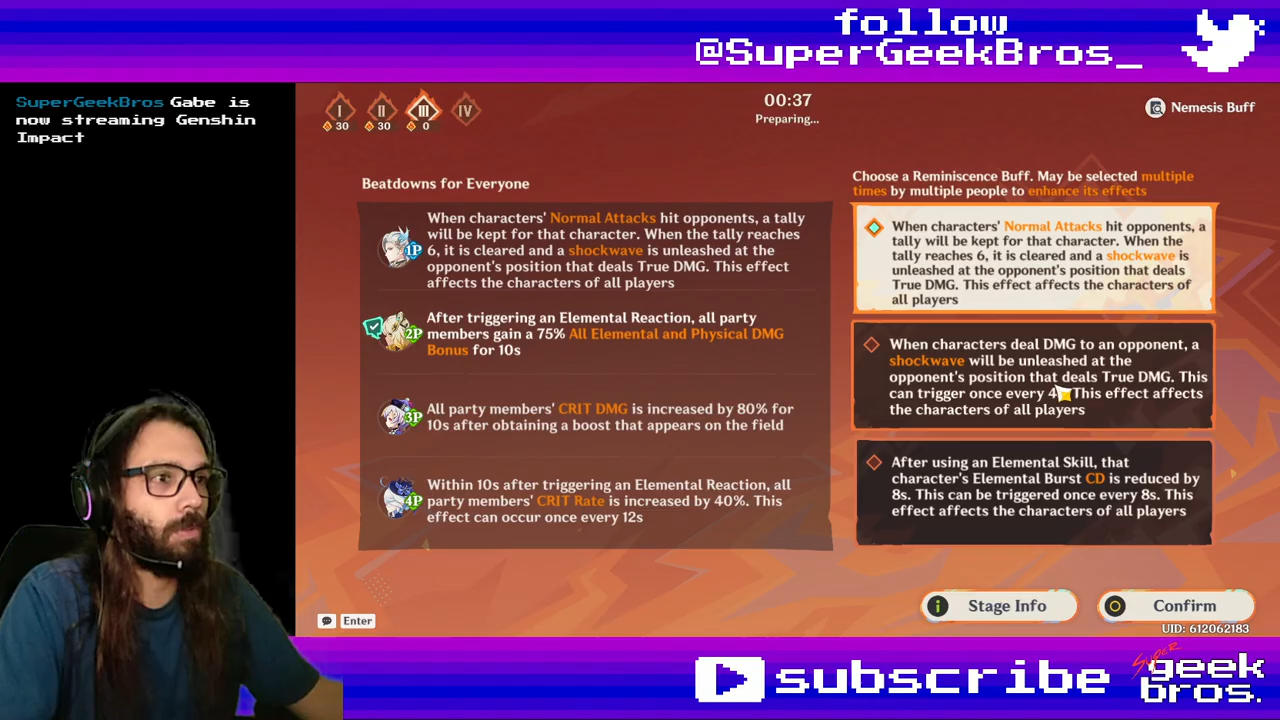 follow
@SuperGeekBros_
SuperGeekBros Gabe is
now streaming Genshin
Impact
I
II
III
IV
30
30
0
00:37
Preparing...
Nemesis Buff
Beatdowns for Everyone
1P
When characters' Normal Attacks hit opponents, a tally
will be kept for that character. When the tally reaches
6, it is cleared and a shockwave is unleashed at the
opponent's position that deals True DMG. This effect
affects the characters of all players
2P
After triggering an Elemental Reaction, all party
members gain a 75% All Elemental and Physical DMG
Bonus for 10s
3P
All party members' CRIT DMG is increased by 80% for
10s after obtaining a boost that appears on the field
4P
Within 10s after triggering an Elemental Reaction, all
party members' CRIT Rate is increased by 40%. This
effect can occur once every 12s
Choose a Reminiscence Buff. May be selected multiple
times by multiple people to enhance its effects
When characters' Normal Attacks hit opponents, a
tally will be kept for that character. When the
tally reaches 6, it is cleared and a shockwave is
unleashed at the opponent's position that deals
True DMG. This effect affects the characters of
all players
When characters deal DMG to an opponent, a
shockwave will be unleashed at the
opponent's position that deals True DMG. This
can trigger once every 4 This effect affects
the characters of all players
After using an Elemental Skill, that
character's Elemental Burst CD is reduced by
8s. This can be triggered once every 8s. This
effect affects the characters of all players
Enter
Stage Info
Confirm
UID: 612062183
subscribe
SUPER
geek
bros.